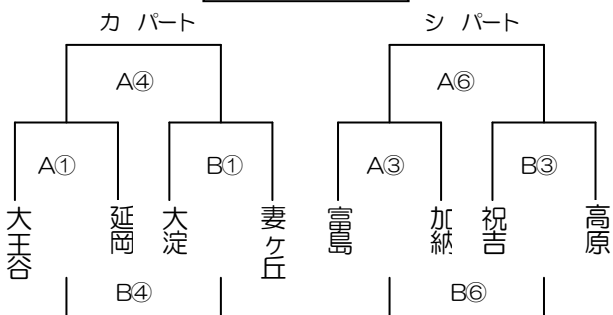 カ パート
シ パート
A④
A⑥
A①
B①
A③
B③
大王谷
延岡
大淀
妻ヶ丘
富島
加納
祝吉
高原
B④
B⑥